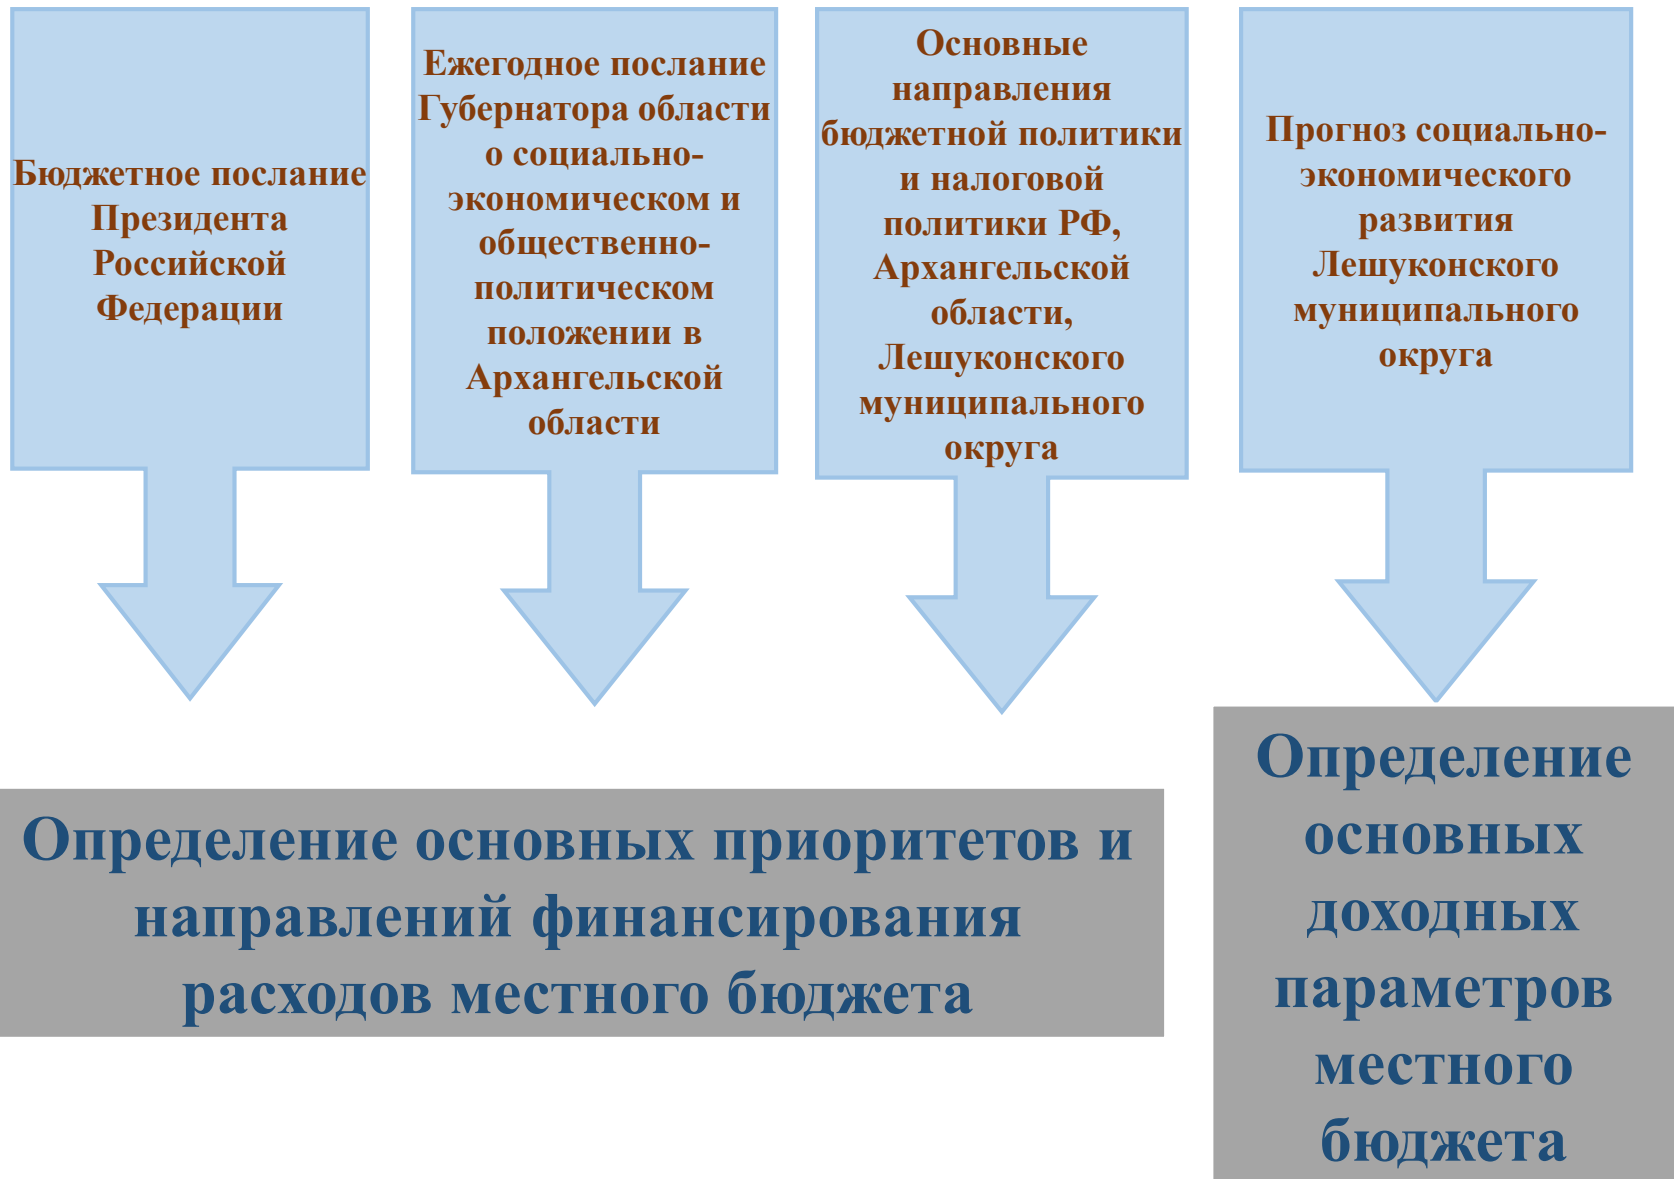 Бюджетное послание
Президента
Российской
Федерации
Ежегодное послание
Губернатора области
о социально-
экономическом и
общественно-
политическом
положении в
Архангельской
области
Основные
направления
бюджетной политики
и налоговой
политики РФ,
Архангельской
области,
Лешуконского
муниципального
округа
Прогноз социально-
экономического
развития
Лешуконского
муниципального
округа
Определение основных приоритетов и
направлений финансирования
расходов местного бюджета
Определение
основных
доходных
параметров
местного
бюджета